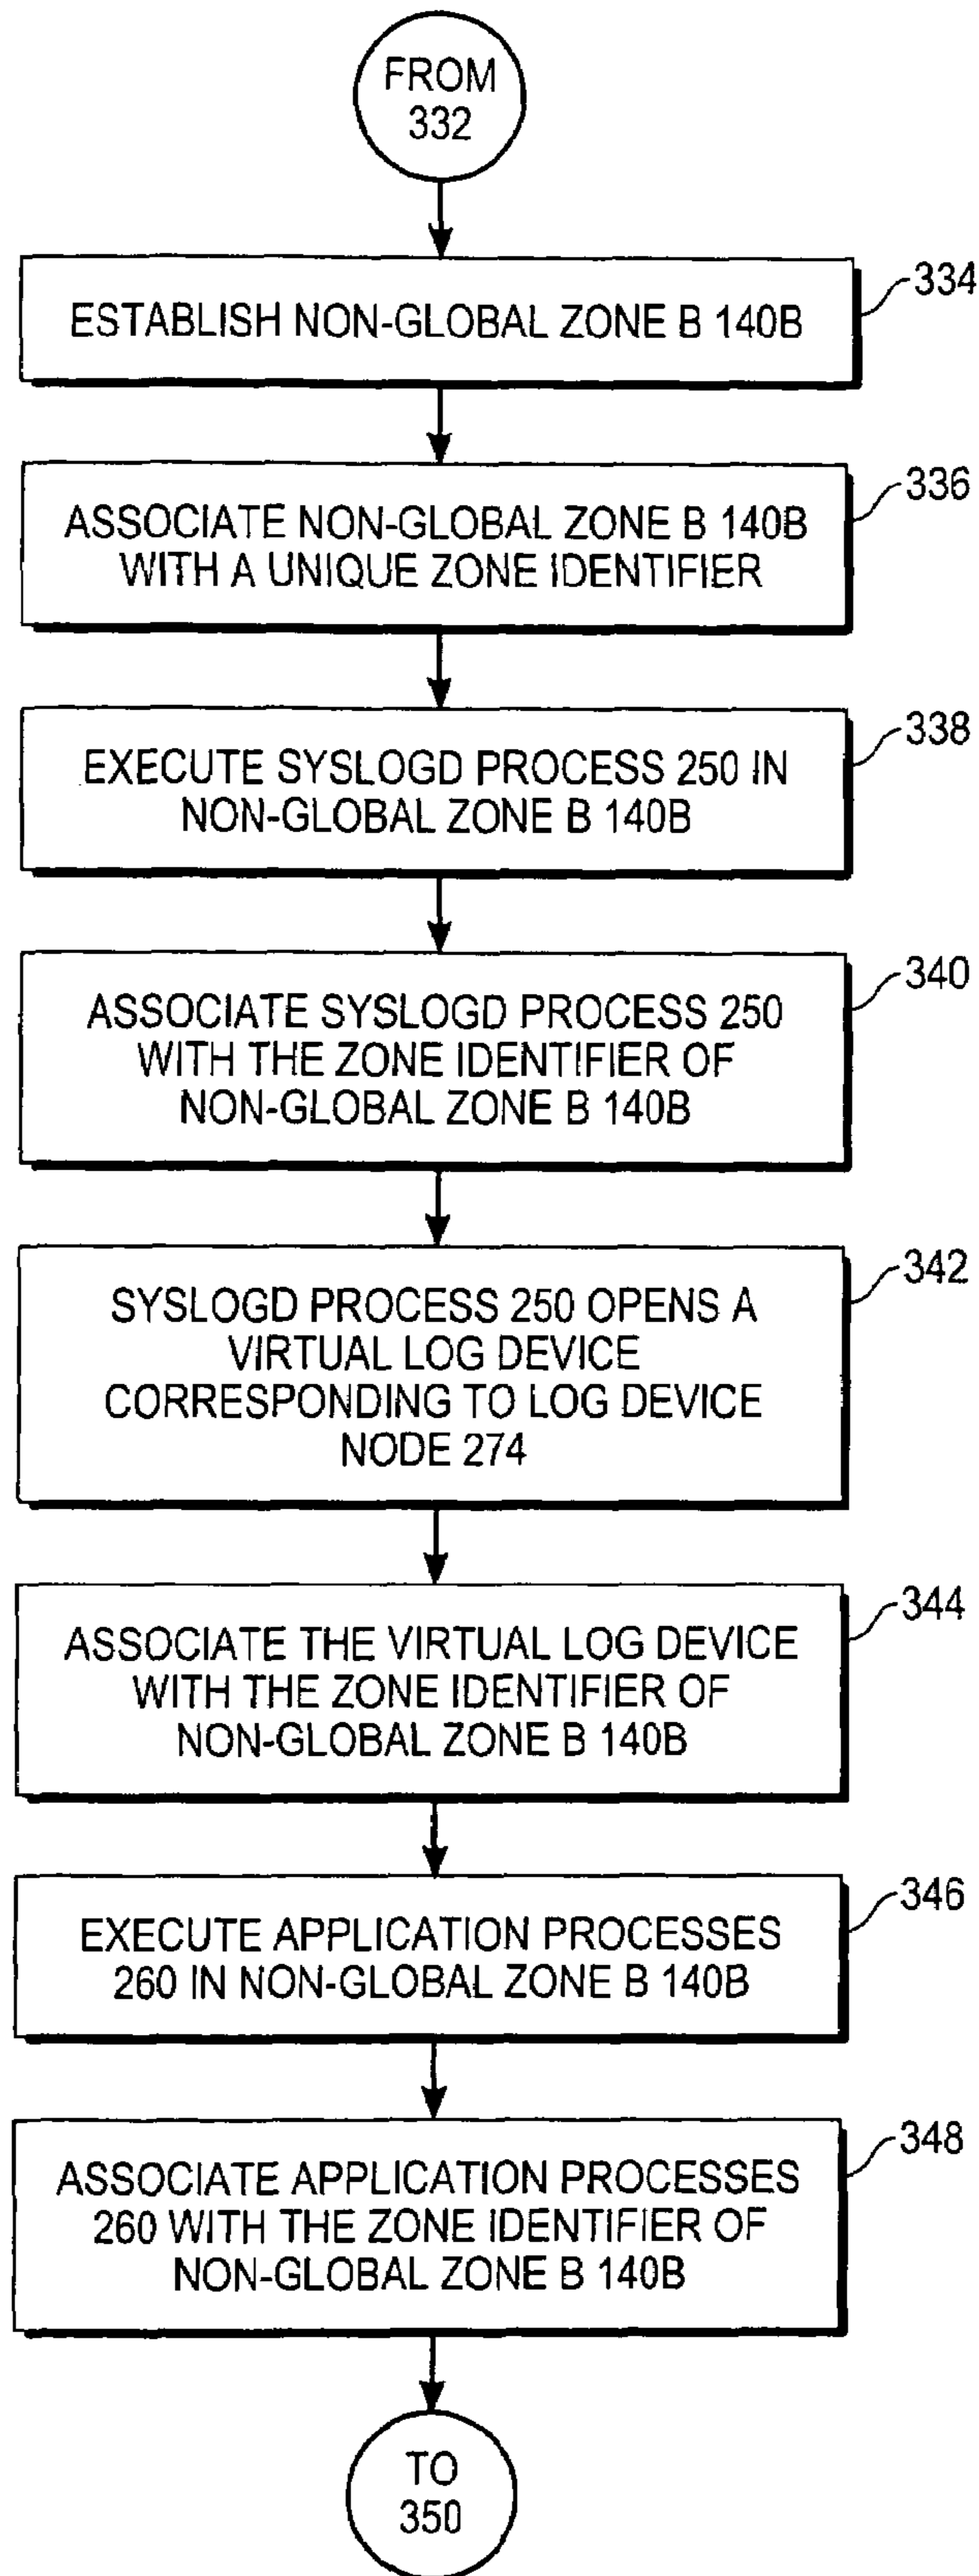 FROM
332
334
ESTABLISH NON-GLOBAL ZONE B 140B
336
ASSOCIATE NON-GLOBAL ZONE B 140B
WITH A UNIQUE ZONE IDENTIFIER
338
EXECUTE SYSLOGD PROCESS 250 IN
NON-GLOBAL ZONE B 140B
340
ASSOCIATE SYSLOGD PROCESS 250
WITH THE ZONE IDENTIFIER OF
NON-GLOBAL ZONE B 140B
342
SYSLOGD PROCESS 250 OPENS A
VIRTUAL LOG DEVICE
CORRESPONDING TO LOG DEVICE
NODE 274
344
ASSOCIATE THE VIRTUAL LOG DEVICE
WITH THE ZONE IDENTIFIER OF
NON-GLOBAL ZONE B 140B
346
EXECUTE APPLICATION PROCESSES
260 IN NON-GLOBAL ZONE B 140B
348
ASSOCIATE APPLICATION PROCESSES
260 WITH THE ZONE IDENTIFIER OF
NON-GLOBAL ZONE B 140B
TO
350